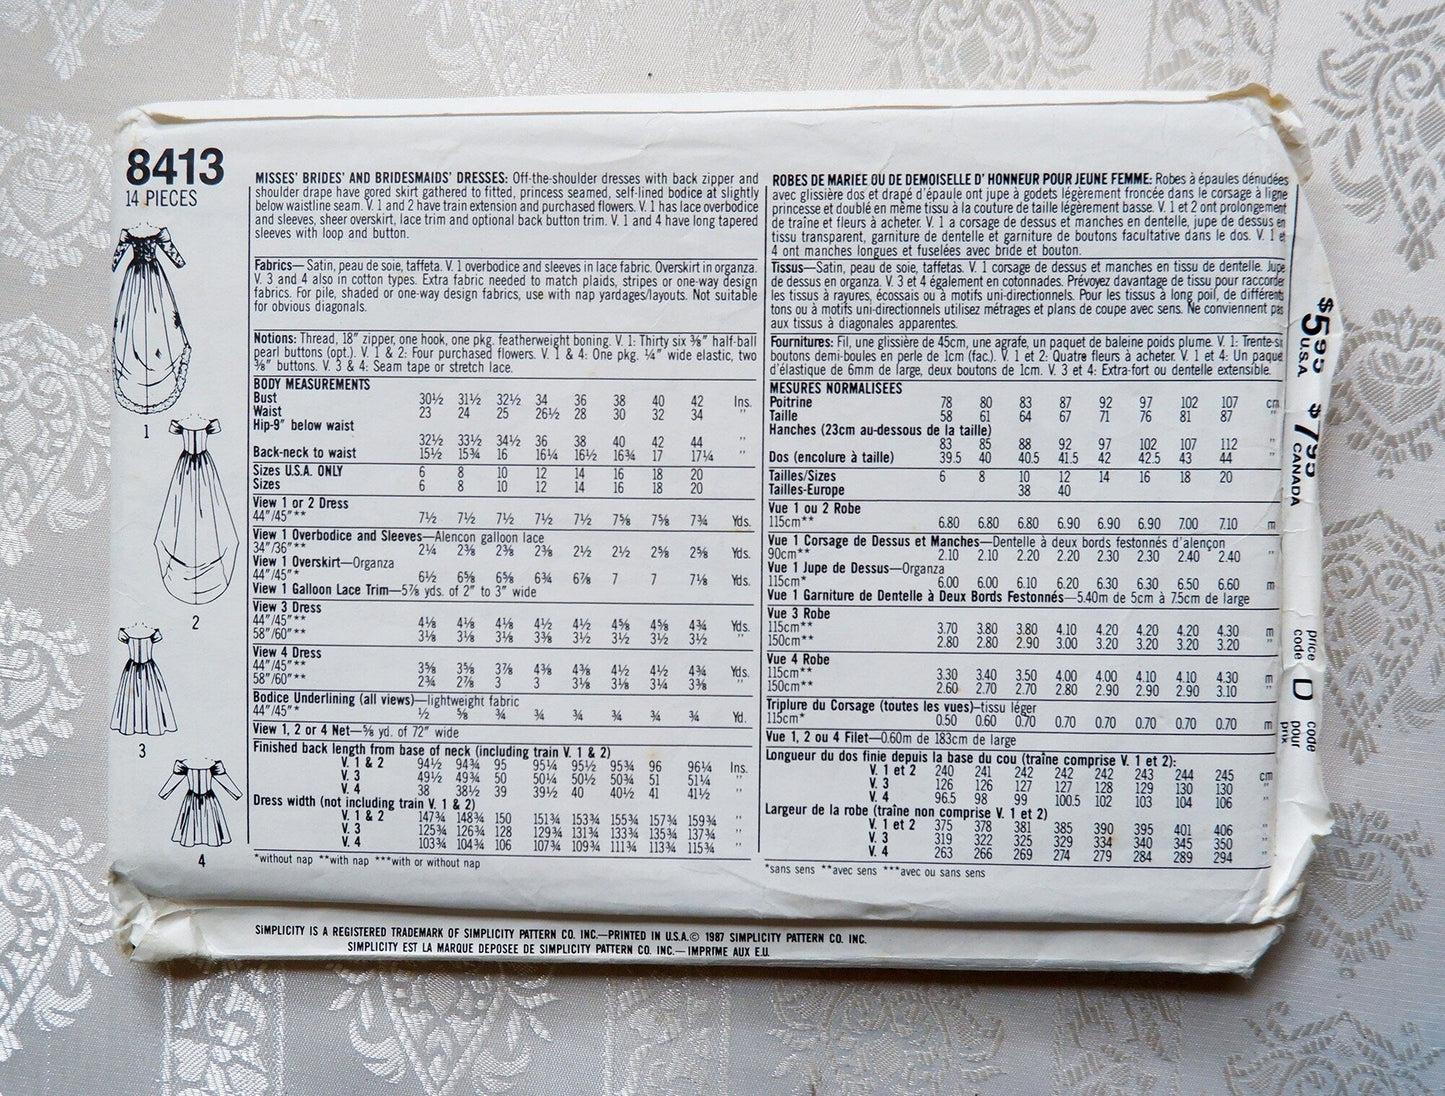 8413
14 PIECES
1
2
3
4
MISSES' BRIDES' AND BRIDESMAIDS' DRESSES: Off-the-shoulder dresses with back zipper and
shoulder drape have gored skirt gathered to fitted, princess seamed, self-lined bodice at slightly
below waistline seam. V. 1 and 2 have train extension and purchased flowers. V. 1 has lace overbodice
and sleeves, sheer overskirt, lace trim and optional back button trim. V. 1 and 4 have long tapered
sleeves with loop and button.
Fabrics—Satin, peau de soie, taffeta. V. 1 overbodice and sleeves in lace fabric. Overskirt in organza.
V. 3 and 4 also in cotton types. Extra fabric needed to match plaids, stripes or one-way design
fabrics. For pile, shaded or one-way design fabrics, use with nap yardages/layouts. Not suitable
for obvious diagonals.
Notions: Thread, 18" zipper, one hook, one pkg. featherweight boning. V. 1: Thirty six ⅜" half-ball
pearl buttons (opt.). V. 1 & 2: Four purchased flowers. V. 1 & 4: One pkg. ¼" wide elastic, two
⅜" buttons. V. 3 & 4: Seam tape or stretch lace.
BODY MEASUREMENTS
Bust 30½ 31½ 32½ 34 36 38 40 42 Ins.
Waist 23 24 25 26½ 28 30 32 34 "
Hip-9" below waist
32½ 33½ 34½ 36 38 40 42 44 "
Back-neck to waist 15½ 15¾ 16 16¼ 16½ 16¾ 17 17¼ "
Sizes U.S.A. ONLY 6 8 10 12 14 16 18 20
Sizes 6 8 10 12 14 16 18 20
View 1 or 2 Dress
44"/45"** 7½ 7½ 7½ 7½ 7½ 7⅝ 7⅝ 7¾ Yds.
View 1 Overbodice and Sleeves—Alencon galloon lace
34"/36"** 2¼ 2⅜ 2⅜ 2⅜ 2½ 2½ 2⅝ 2⅝ Yds.
View 1 Overskirt—Organza
44"/45"* 6½ 6⅝ 6⅝ 6¾ 6⅞ 7 7 7⅛ Yds.
View 1 Galloon Lace Trim—5⅞ yds. of 2" to 3" wide
View 3 Dress
44"/45"** 4⅛ 4⅛ 4⅛ 4½ 4½ 4⅝ 4⅝ 4¾ Yds.
58"/60"** 3⅛ 3⅛ 3⅛ 3⅜ 3½ 3½ 3½ 3½ "
View 4 Dress
44"/45"** 3⅝ 3⅝ 3⅞ 4⅜ 4⅜ 4½ 4½ 4¾ Yds.
58"/60"** 2¾ 2⅞ 3 3 3⅛ 3⅛ 3¼ 3⅜ "
Bodice Underlining (all views)—lightweight fabric
44"/45"* ½ ⅝ ¾ ¾ ¾ ¾ ¾ ¾ Yd.
View 1, 2 or 4 Net—⅝ yd. of 72" wide
Finished back length from base of neck (including train V. 1 & 2)
V. 1 & 2 94½ 94¾ 95 95¼ 95½ 95¾ 96 96¼ Ins.
V. 3 49½ 49¾ 50 50¼ 50½ 50¾ 51 51¼ "
V. 4 38 38½ 39 39½ 40 40½ 41 41½ "
Dress width (not including train V. 1 & 2)
V. 1 & 2 147¾ 148¾ 150 151¾ 153¾ 155¾ 157¾ 159¾ "
V. 3 125¾ 126¾ 128 129¾ 131¾ 133¾ 135¾ 137¾ "
V. 4 103¾ 104¾ 106 107¾ 109¾ 111¾ 113¾ 115¾ "
*without nap **with nap ***with or without nap
ROBES DE MARIEE OU DE DEMOISELLE D'HONNEUR POUR JEUNE FEMME: Robes à épaules dénudées
avec glissière dos et drapé d'épaule ont jupe à godets légèrement froncée dans le corsage à ligne
princesse et doublé en même tissu à la couture de taille légèrement basse. V. 1 et 2 ont prolongement
de traîne et fleurs à acheter. V. 1 a corsage de dessus et manches en dentelle, jupe de dessus en
tissu transparent, garniture de dentelle et garniture de boutons facultative dans le dos. V. 1 et
4 ont manches longues et fuselées avec bride et bouton.
Tissus—Satin, peau de soie, taffetas. V. 1 corsage de dessus et manches en tissu de dentelle. Jupe
de dessus en organza. V. 3 et 4 également en cotonnades. Prévoyez davantage de tissu pour raccorder
les tissus à rayures, écossais ou à motifs uni-directionnels. Pour les tissus à long poil, de différents
tons ou à motifs uni-directionnels utilisez métrages et plans de coupe avec sens. Ne conviennent pas
aux tissus à diagonales apparentes.
Fournitures: Fil, une glissière de 45cm, une agrafe, un paquet de baleine poids plume. V. 1: Trente-si
boutons demi-boules en perle de 1cm (fac.). V. 1 et 2: Quatre fleurs à acheter. V. 1 et 4: Un paque
d'élastique de 6mm de large, deux boutons de 1cm. V. 3 et 4: Extra-fort ou dentelle extensible.
MESURES NORMALISEES
Poitrine 78 80 83 87 92 97 102 107 cm
Taille 58 61 64 67 71 76 81 87 "
Hanches (23cm au-dessous de la taille)
83 85 88 92 97 102 107 112 "
Dos (encolure à taille) 39.5 40 40.5 41.5 42 42.5 43 44 "
Tailles/Sizes 6 8 10 12 14 16 18 20
Tailles-Europe 38 40
Vue 1 ou 2 Robe
115cm** 6.80 6.80 6.80 6.90 6.90 6.90 7.00 7.10 m
Vue 1 Corsage de Dessus et Manches—Dentelle à deux bords festonnés d'alençon
90cm** 2.10 2.10 2.20 2.20 2.30 2.30 2.40 2.40 "
Vue 1 Jupe de Dessus—Organza
115cm* 6.00 6.00 6.10 6.20 6.30 6.30 6.50 6.60 m
Vue 1 Garniture de Dentelle à Deux Bords Festonnés—5.40m de 5cm à 7.5cm de large
Vue 3 Robe
115cm** 3.70 3.80 3.80 4.10 4.20 4.20 4.20 4.30 m
150cm** 2.80 2.80 2.90 3.00 3.20 3.20 3.20 3.20 "
Vue 4 Robe
115cm** 3.30 3.40 3.50 4.00 4.00 4.10 4.10 4.30 m
150cm** 2.60 2.70 2.70 2.80 2.90 2.90 2.90 3.10 "
Triplure du Corsage (toutes les vues)—tissu léger
115cm* 0.50 0.60 0.70 0.70 0.70 0.70 0.70 0.70 m
Vue 1, 2 ou 4 Filet—0.60m de 183cm de large
Longueur du dos finie depuis la base du cou (traîne comprise V. 1 et 2):
V. 1 et 2 240 241 242 242 242 243 244 245 cm
V. 3 126 126 127 127 128 129 130 130 "
V. 4 96.5 98 99 100.5 102 103 104 106 "
Largeur de la robe (traîne non comprise V. 1 et 2)
V. 1 et 2 375 378 381 385 390 395 401 406 "
V. 3 319 322 325 329 334 340 345 350 "
V. 4 263 266 269 274 279 284 289 294 "
*sans sens **avec sens ***avec ou sans sens
$5.95 U.S.A. $7.95 CANADA
price code D code pour prix
SIMPLICITY IS A REGISTERED TRADEMARK OF SIMPLICITY PATTERN CO. INC.—PRINTED IN U.S.A.© 1987 SIMPLICITY PATTERN CO. INC.
SIMPLICITY EST LA MARQUE DEPOSEE DE SIMPLICITY PATTERN CO. INC.—IMPRIME AUX E.U.